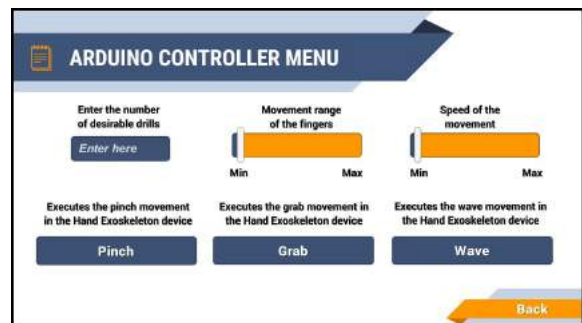 ARDUINO CONTROLLER MENU
Enter the number
of desirable drills
Enter here
Movement range
of the fingers
Min Max
Speed of the
movement
Min Max
Executes the pinch movement
in the Hand Exoskeleton device
Pinch
Executes the grab movement in
the Hand Exoskeleton device
Grab
Executes the wave movement in
the Hand Exoskeleton device
Wave
Back